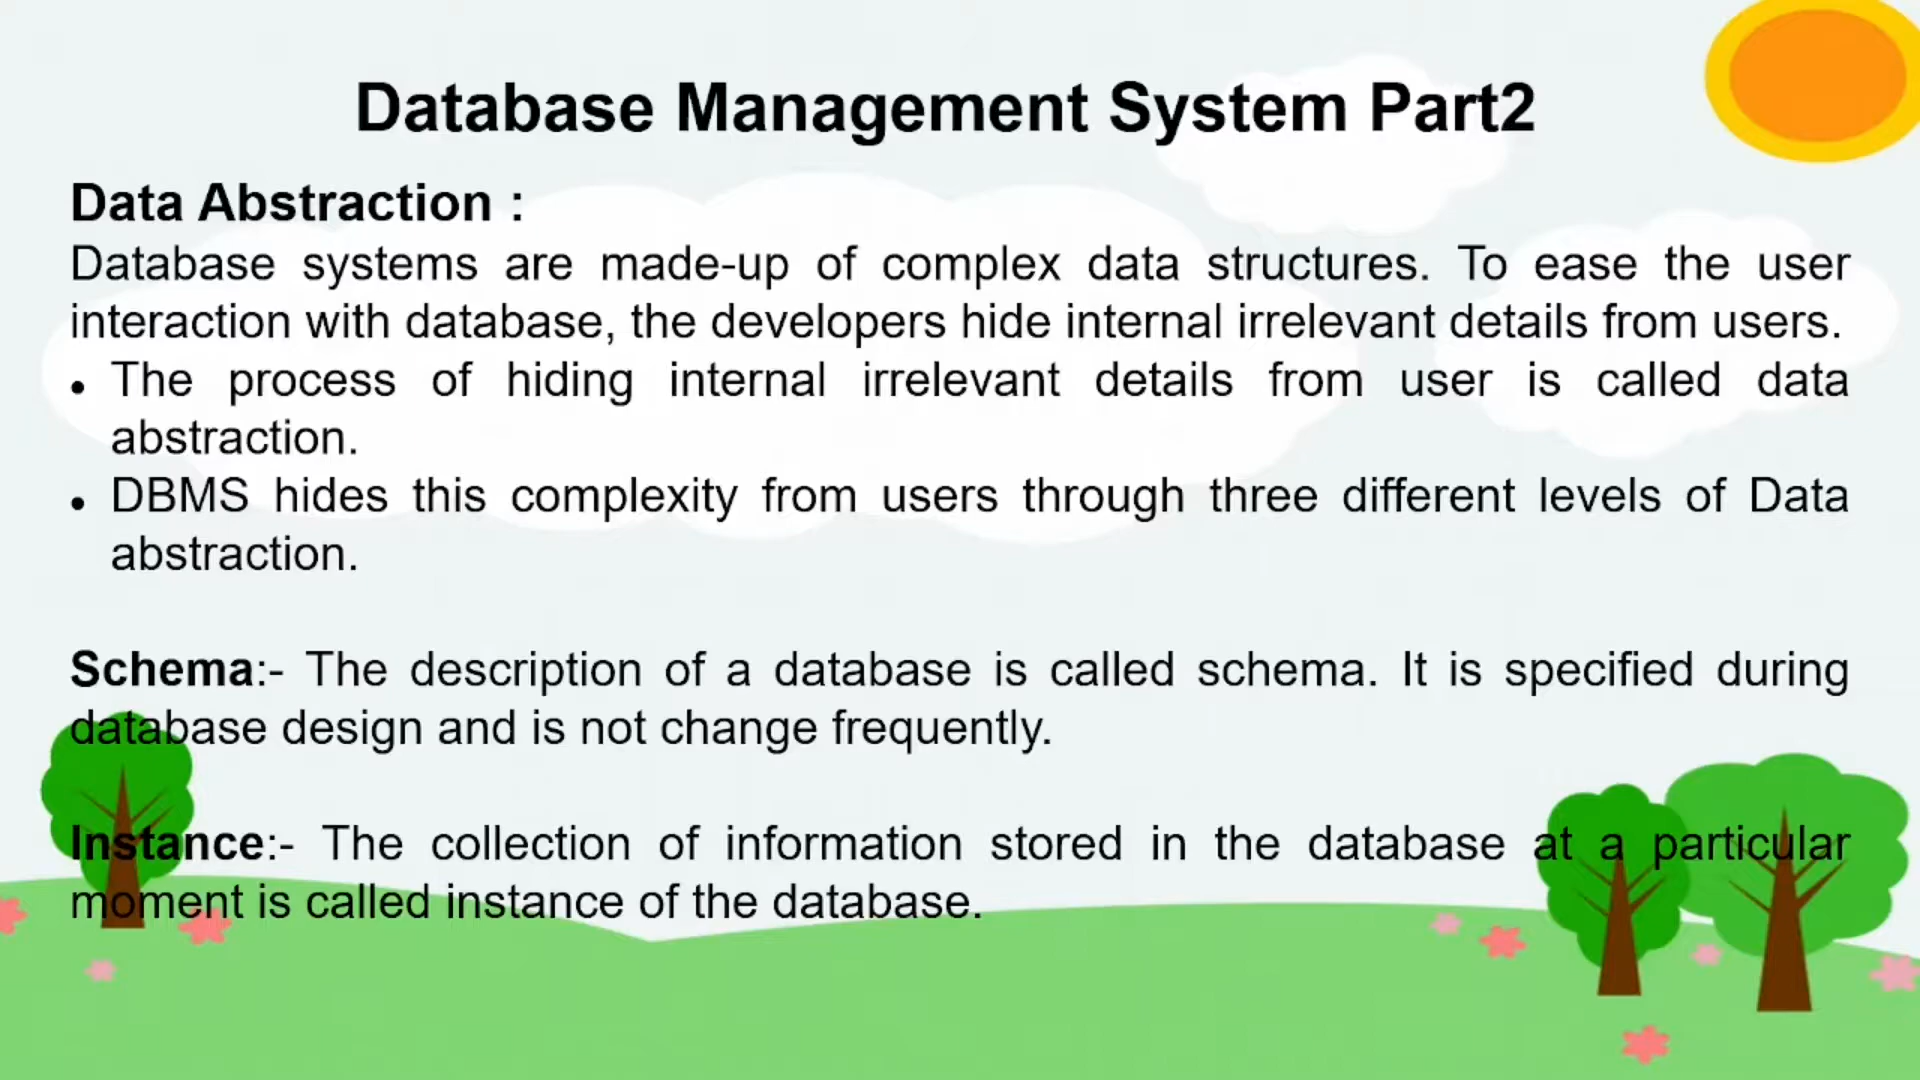 Database Management System Part2
Data Abstraction :
Database systems are made-up of complex data structures. To ease the user
interaction with database, the developers hide internal irrelevant details from users.
• The process of hiding internal irrelevant details from user is called data
abstraction.
• DBMS hides this complexity from users through three different levels of Data
abstraction.
Schema:- The description of a database is called schema. It is specified during
database design and is not change frequently.
Instance:- The collection of information stored in the database at a particular
moment is called instance of the database.